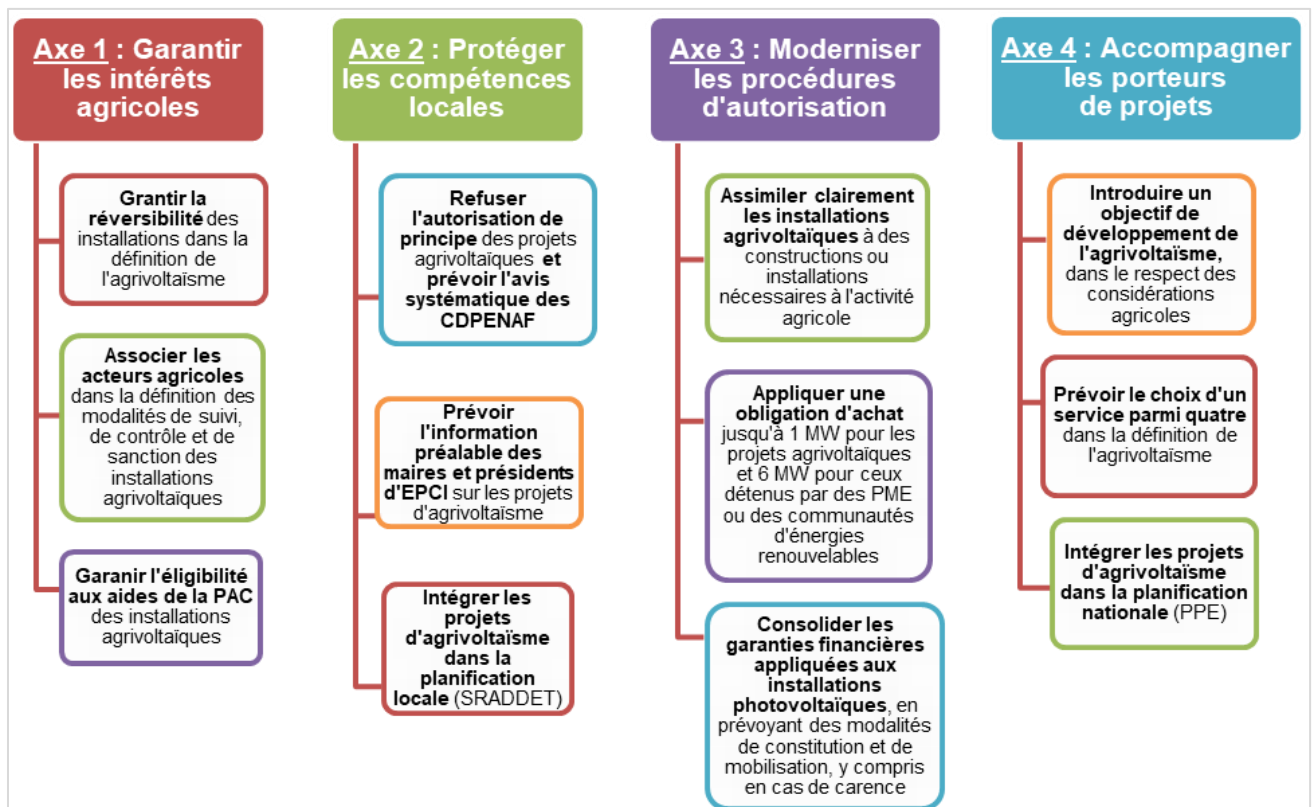 Axe 1 : Garantir
les intérêts
agricoles
Grantir la
réversibilité des
installations dans la
définition de
l'agrivoltaïsme
Associer les
acteurs agricoles
dans la définition des
modalités de suivi,
de contrôle et de
sanction des
installations
agrivoltaïques
Garanir l'éligibilité
aux aides de la PAC
des installations
agrivoltaïques
Axe 2 : Protéger
les compétences
locales
Refuser
l'autorisation de
principe des projets
agrivoltaïques et
prévoir l'avis
systématique des
CDPENAF
Prévoir
l'information
préalable des
maires et présidents
d'EPCI sur les projets
d'agrivoltaïsme
Intégrer les
projets
d'agrivoltaïsme
dans la
planification
locale (SRADDET)
Axe 3 : Moderniser
les procédures
d'autorisation
Assimiler clairement
les installations
agrivoltaïques à des
constructions ou
installations
nécessaires à l'activité
agricole
Appliquer une
obligation d'achat
jusqu'à 1 MW pour les
projets agrivoltaïques
et 6 MW pour ceux
détenus par des PME
ou des communautés
d'énergies
renouvelables
Consolider les
garanties financières
appliquées aux
installations
photovoltaïques, en
prévoyant des modalités
de constitution et de
mobilisation, y compris
en cas de carence
Axe 4 : Accompagner
les porteurs
de projets
Introduire un
objectif de
développement de
l'agrivoltaïsme,
dans le respect des
considérations
agricoles
Prévoir le choix d'un
service parmi quatre
dans la définition de
l'agrivoltaïsme
Intégrer les projets
d'agrivoltaïsme
dans la planification
nationale (PPE)